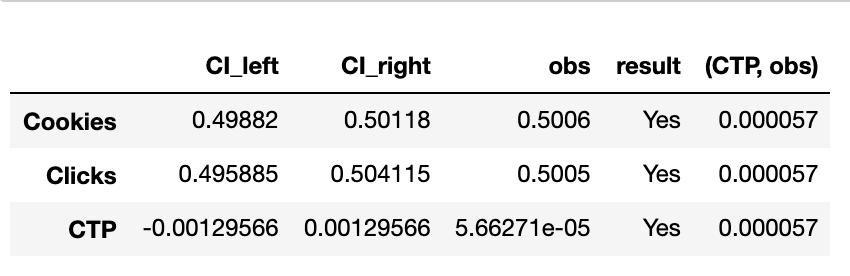 CI_left CI_right obs result (CTP, obs)
Cookies 0.49882 0.50118 0.5006 Yes 0.000057
Clicks 0.495885 0.504115 0.5005 Yes 0.000057
CTP -0.00129566 0.00129566 5.66271e-05 Yes 0.000057